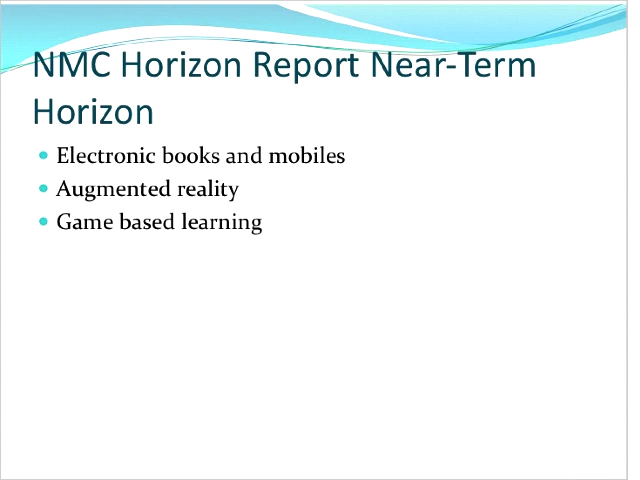 NMC Horizon Report Near-Term
Horizon
Electronic books and mobiles
Augmented reality
Game based learning